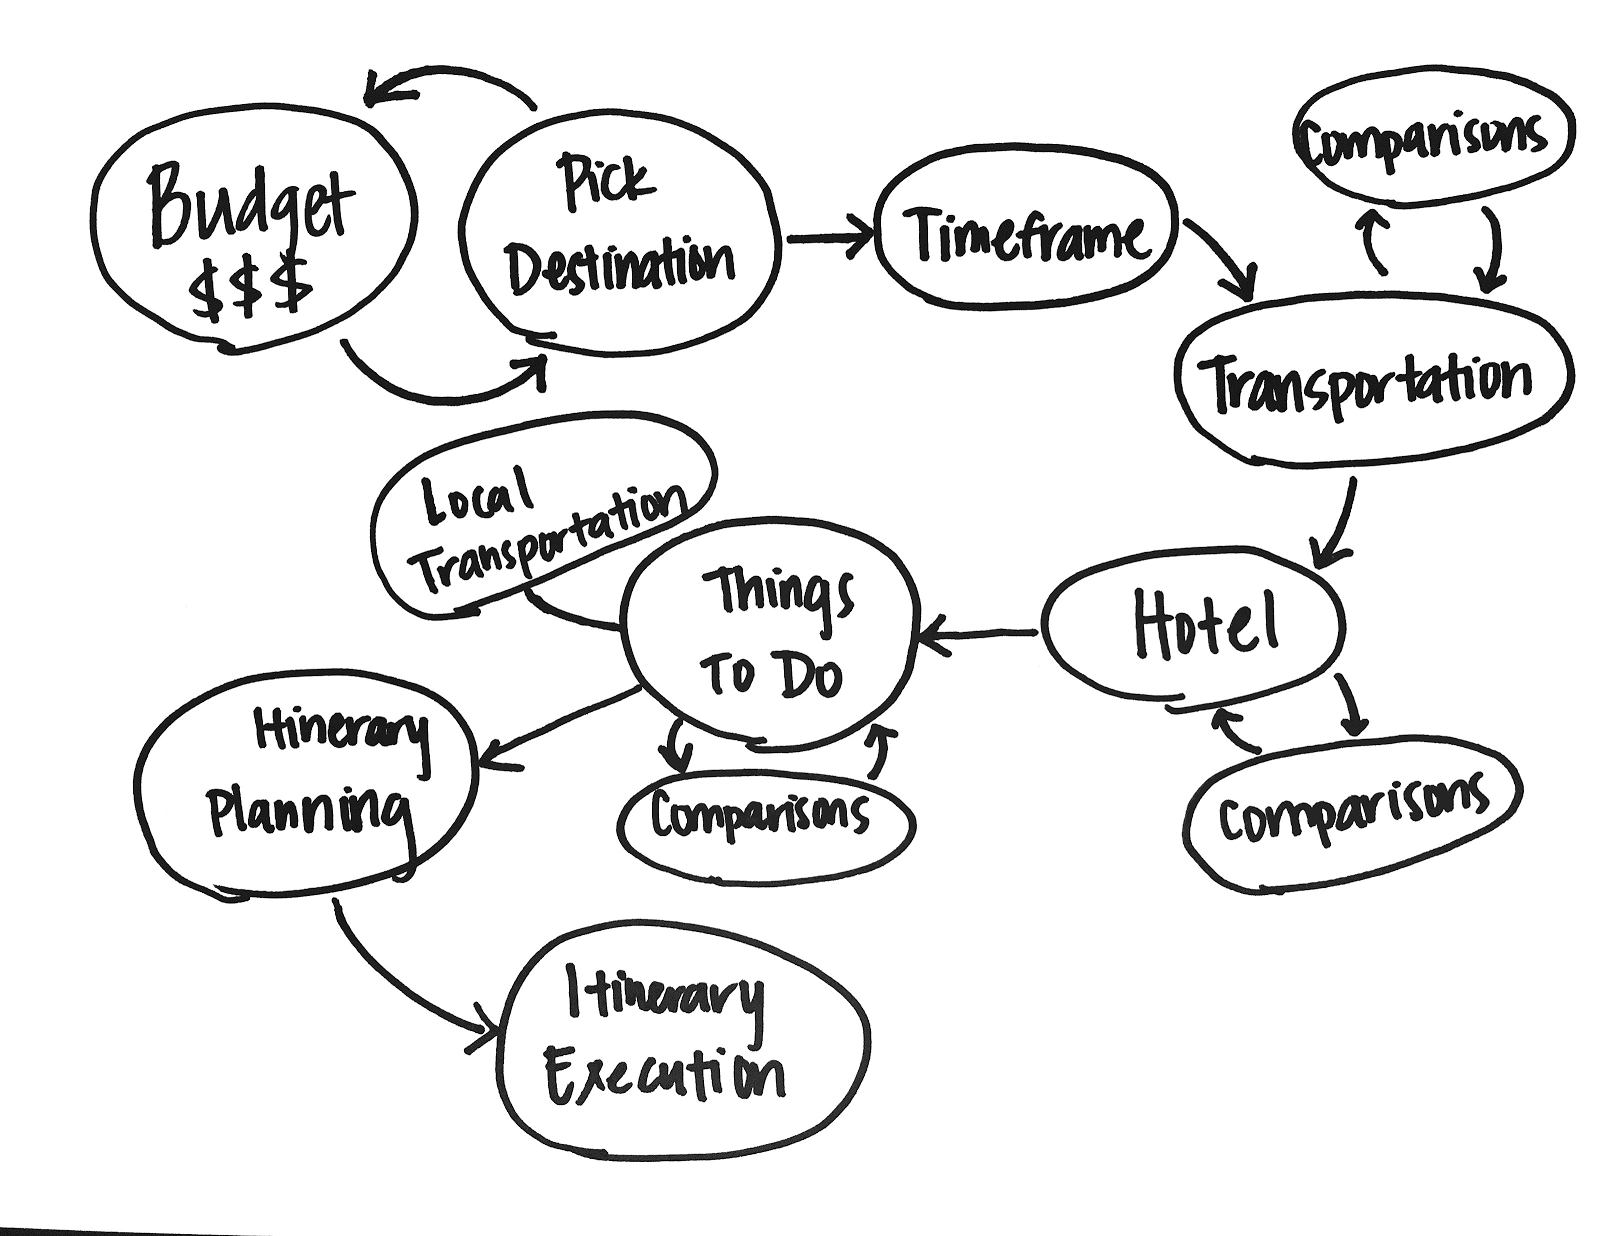 Budget
$$$
Pick
Destination
Timeframe
Comparisons
Transportation
Hotel
Comparisons
Things
To Do
Comparisons
Local
Transportation
Itinerary
Planning
Itinerary
Execution